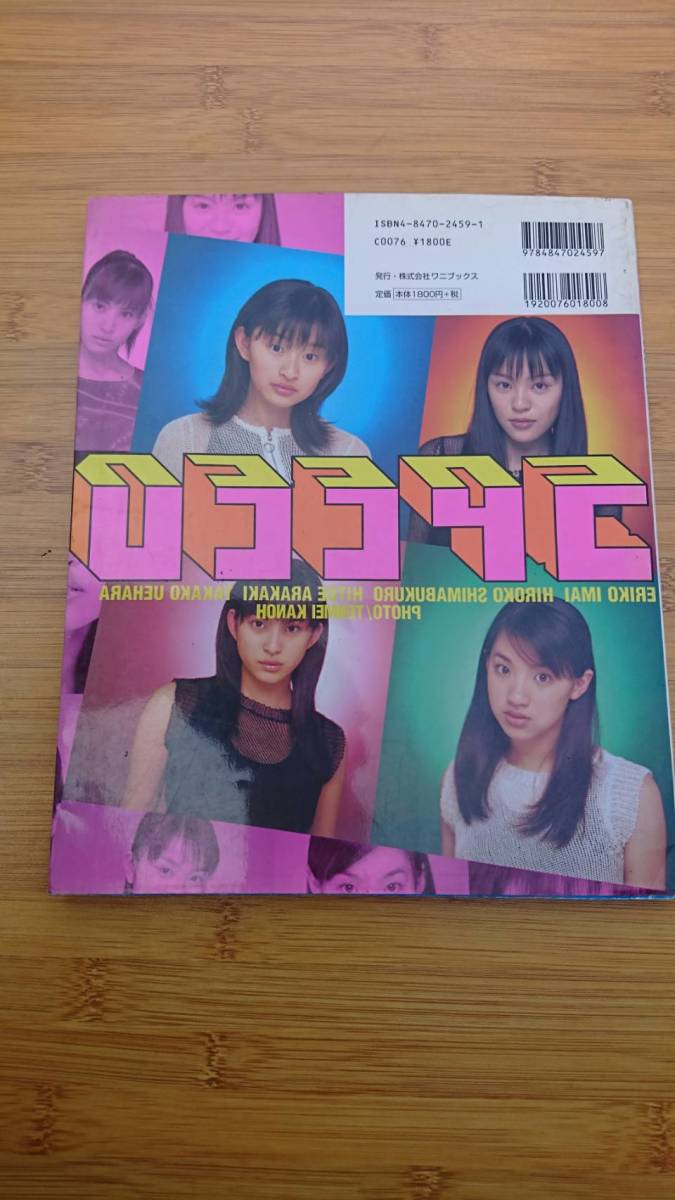 ISBN4-8470-2459-1
C0076 ¥1800E
9784847024597
発行・株式会社ワニブックス
定価 本体1800円+税
1920076018008
SPEED
ERIKO IMAI HIROKO SHIMABUKURO HITOE ARAKAKI TAKAKO UEHARA
PHOTO/TENMEI KANOH